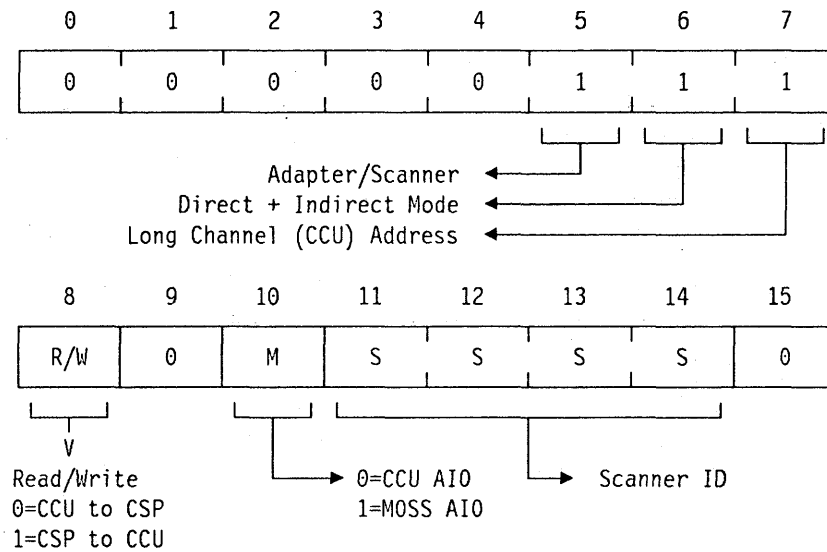 0 1 2 3 4 5 6 7
0 0 0 0 0 1 1 1
Adapter/Scanner
Direct + Indirect Mode
Long Channel (CCU) Address
8 9 10 11 12 13 14 15
R/W 0 M S S S S 0
V
Read/Write 0=CCU AIO Scanner ID
0=CCU to CSP 1=MOSS AIO
1=CSP to CCU